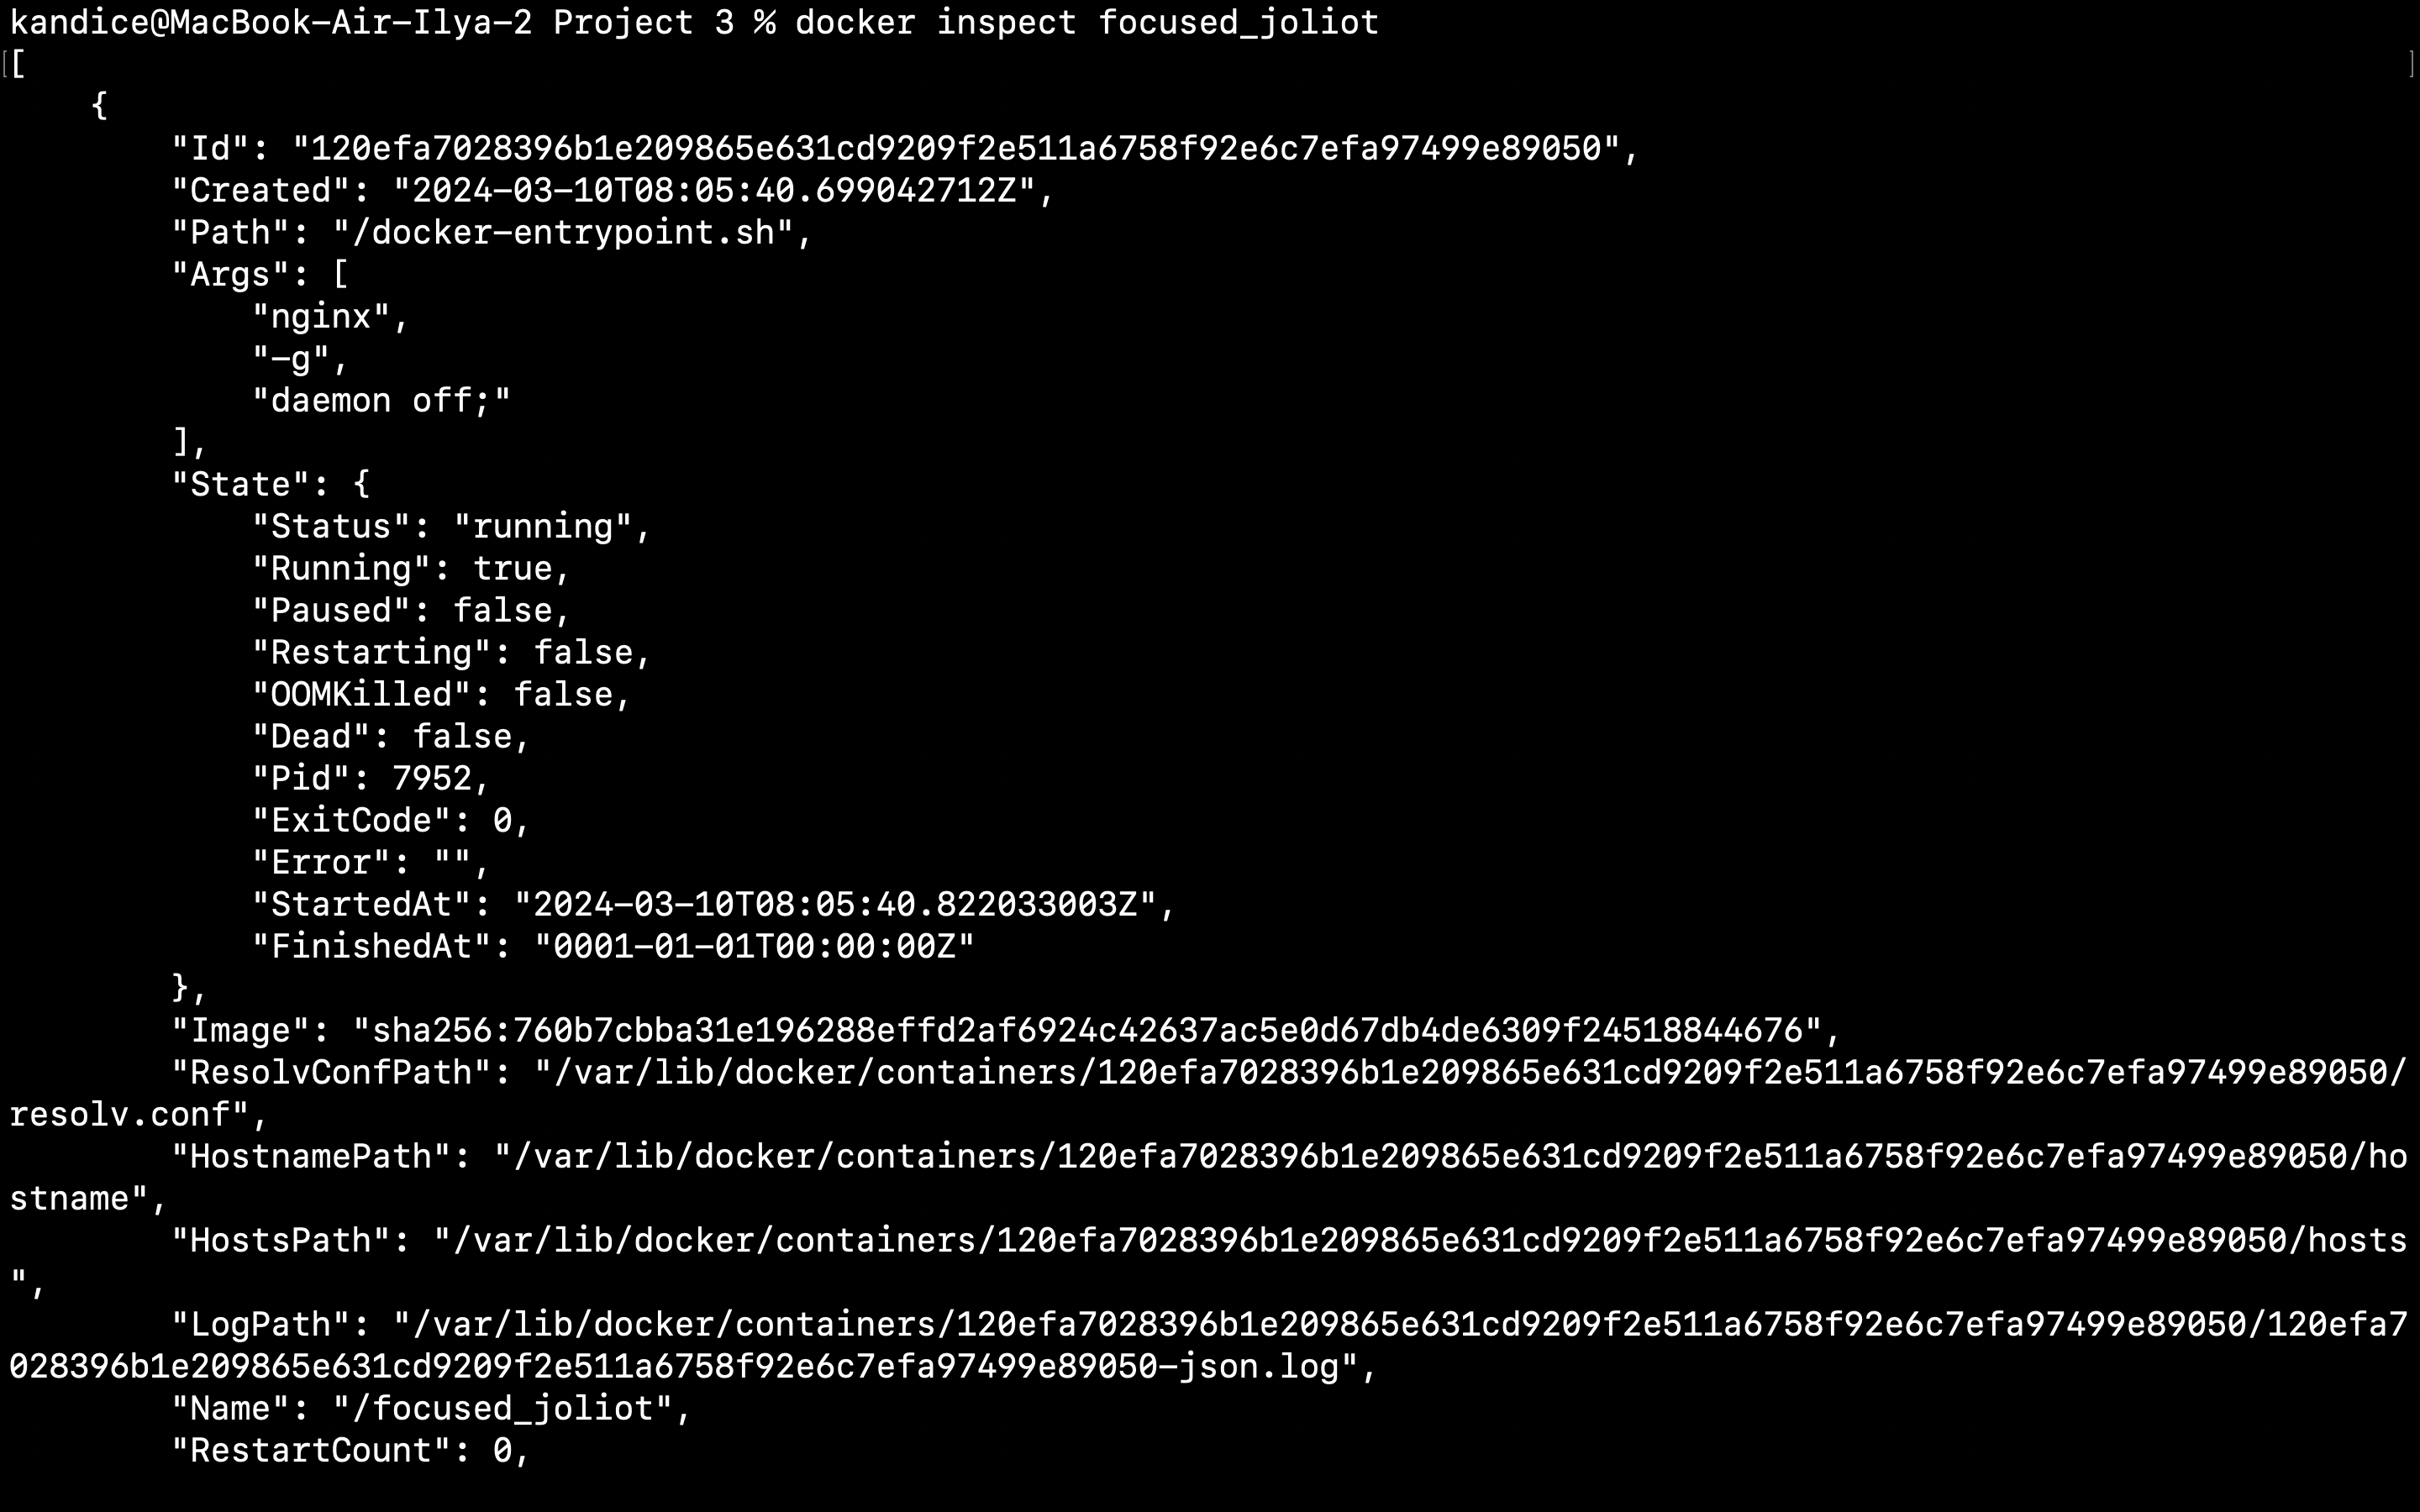 kandice@MacBook-Air-Ilya-2 Project 3 % docker inspect focused_joliot
[
    {
        "Id": "120efa7028396b1e209865e631cd9209f2e511a6758f92e6c7efa97499e89050",
        "Created": "2024-03-10T08:05:40.699042712Z",
        "Path": "/docker-entrypoint.sh",
        "Args": [
            "nginx",
            "-g",
            "daemon off;"
        ],
        "State": {
            "Status": "running",
            "Running": true,
            "Paused": false,
            "Restarting": false,
            "OOMKilled": false,
            "Dead": false,
            "Pid": 7952,
            "ExitCode": 0,
            "Error": "",
            "StartedAt": "2024-03-10T08:05:40.822033003Z",
            "FinishedAt": "0001-01-01T00:00:00Z"
        },
        "Image": "sha256:760b7cbba31e196288effd2af6924c42637ac5e0d67db4de6309f24518844676",
        "ResolvConfPath": "/var/lib/docker/containers/120efa7028396b1e209865e631cd9209f2e511a6758f92e6c7efa97499e89050/
resolv.conf",
        "HostnamePath": "/var/lib/docker/containers/120efa7028396b1e209865e631cd9209f2e511a6758f92e6c7efa97499e89050/ho
stname",
        "HostsPath": "/var/lib/docker/containers/120efa7028396b1e209865e631cd9209f2e511a6758f92e6c7efa97499e89050/hosts
",
        "LogPath": "/var/lib/docker/containers/120efa7028396b1e209865e631cd9209f2e511a6758f92e6c7efa97499e89050/120efa7
028396b1e209865e631cd9209f2e511a6758f92e6c7efa97499e89050-json.log",
        "Name": "/focused_joliot",
        "RestartCount": 0,